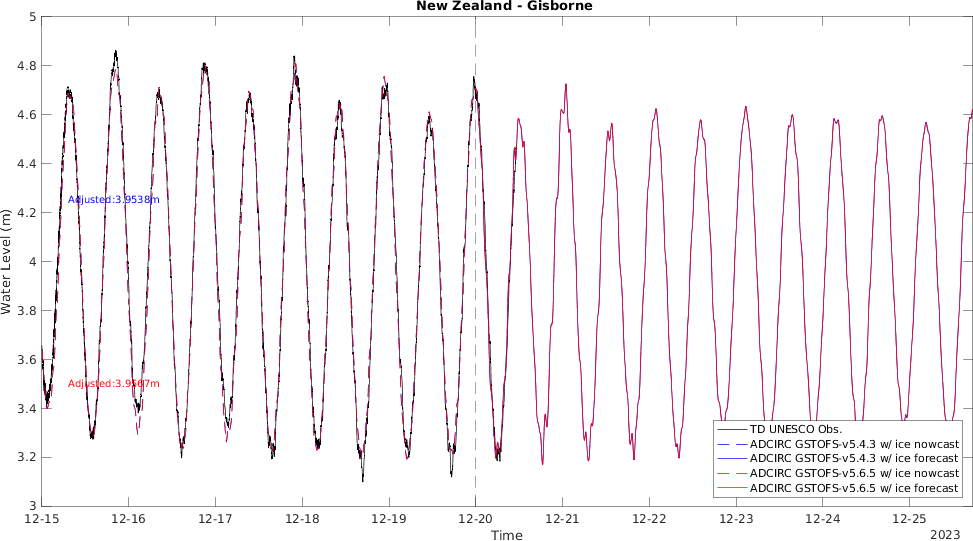 New Zealand - Gisborne
5
4.8
4.6
4.4
4.2
4
3.8
3.6
3.4
3.2
3
Water Level (m)
Adjusted:3.9538m
Adjusted:3.9567m
TD UNESCO Obs.
ADCIRC GSTOFS-v5.4.3 w/ ice nowcast
ADCIRC GSTOFS-v5.4.3 w/ ice forecast
ADCIRC GSTOFS-v5.6.5 w/ ice nowcast
ADCIRC GSTOFS-v5.6.5 w/ ice forecast
12-15 12-16 12-17 12-18 12-19 12-20 12-21 12-22 12-23 12-24 12-25
Time
2023